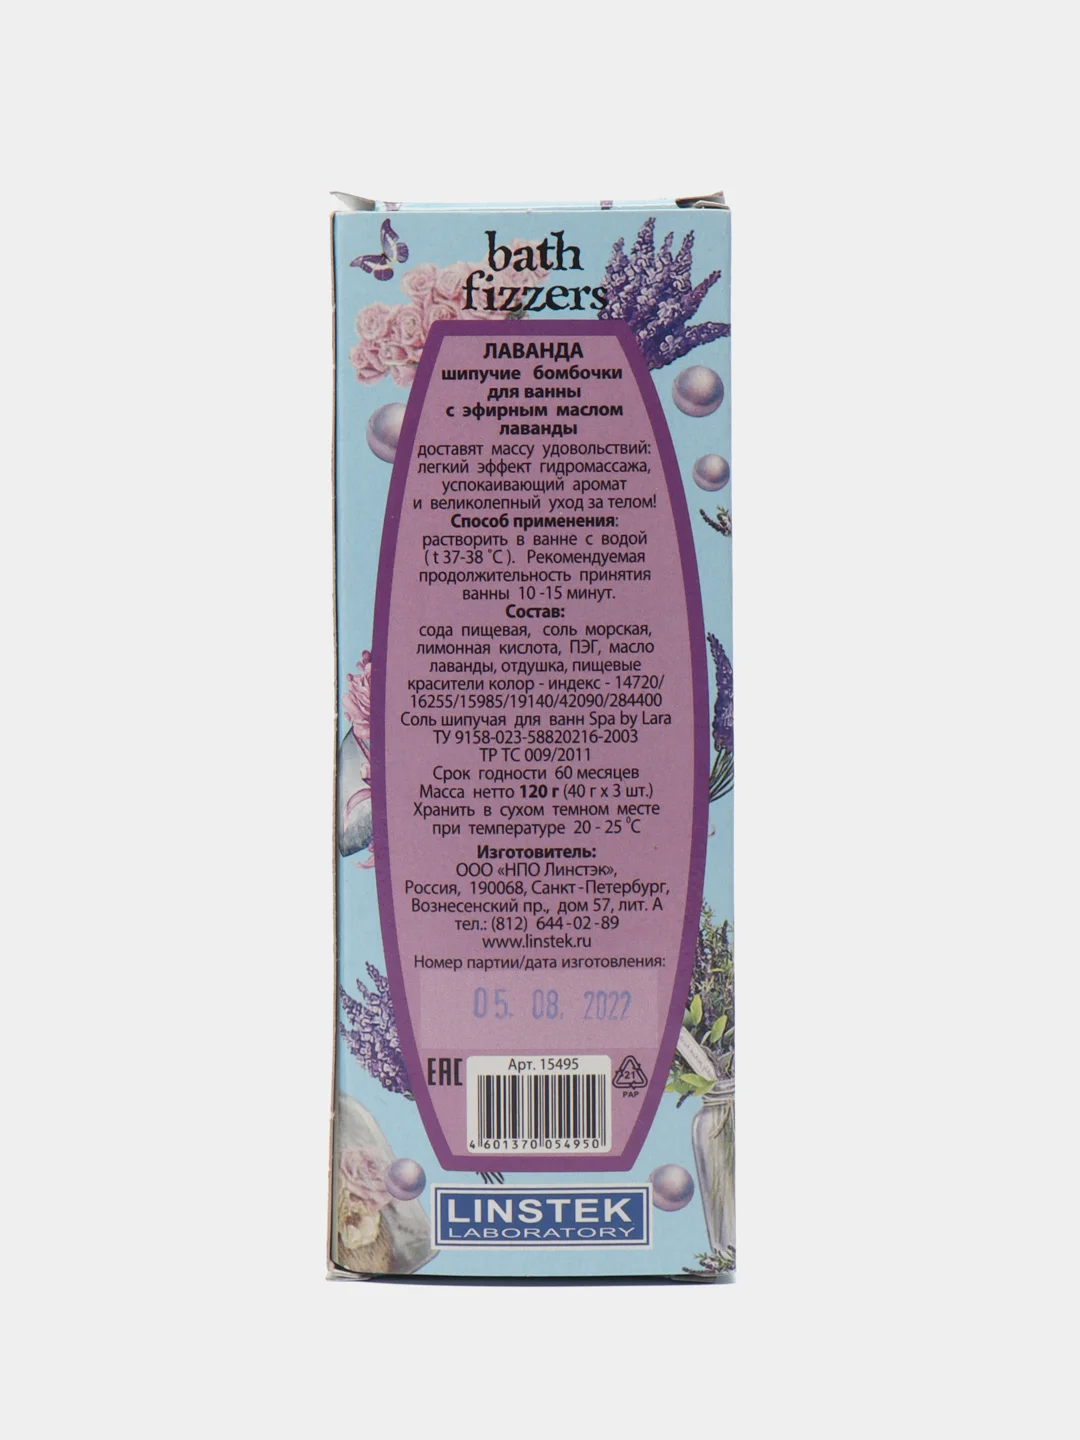 bath
fizzers
ЛАВАНДА
шипучие бомбочки
для ванны
с эфирным маслом
лаванды
доставят массу удовольствий:
легкий эффект гидромассажа,
успокаивающий аромат
и великолепный уход за телом!
Способ применения:
растворить в ванне с водой
( t 37-38 °C ). Рекомендуемая
продолжительность принятия
ванны 10 -15 минут.
Состав:
сода пищевая, соль морская,
лимонная кислота, ПЭГ, масло
лаванды, отдушка, пищевые
красители колор - индекс - 14720/
16255/15985/19140/42090/284400
Соль шипучая для ванн Spa by Lara
ТУ 9158-023-58820216-2003
ТР ТС 009/2011
Срок годности 60 месяцев
Масса нетто 120 г (40 г х 3 шт.)
Хранить в сухом темном месте
при температуре 20 - 25 °C
Изготовитель:
ООО «НПО Линстэк»,
Россия, 190068, Санкт-Петербург,
Вознесенский пр., дом 57, лит. А
тел.: (812) 644-02-89
www.linstek.ru
Номер партии/дата изготовления:
05. 08. 2022
EAC
Арт. 15495
21
PAP
4 601370 054950
LINSTEK
LABORATORY